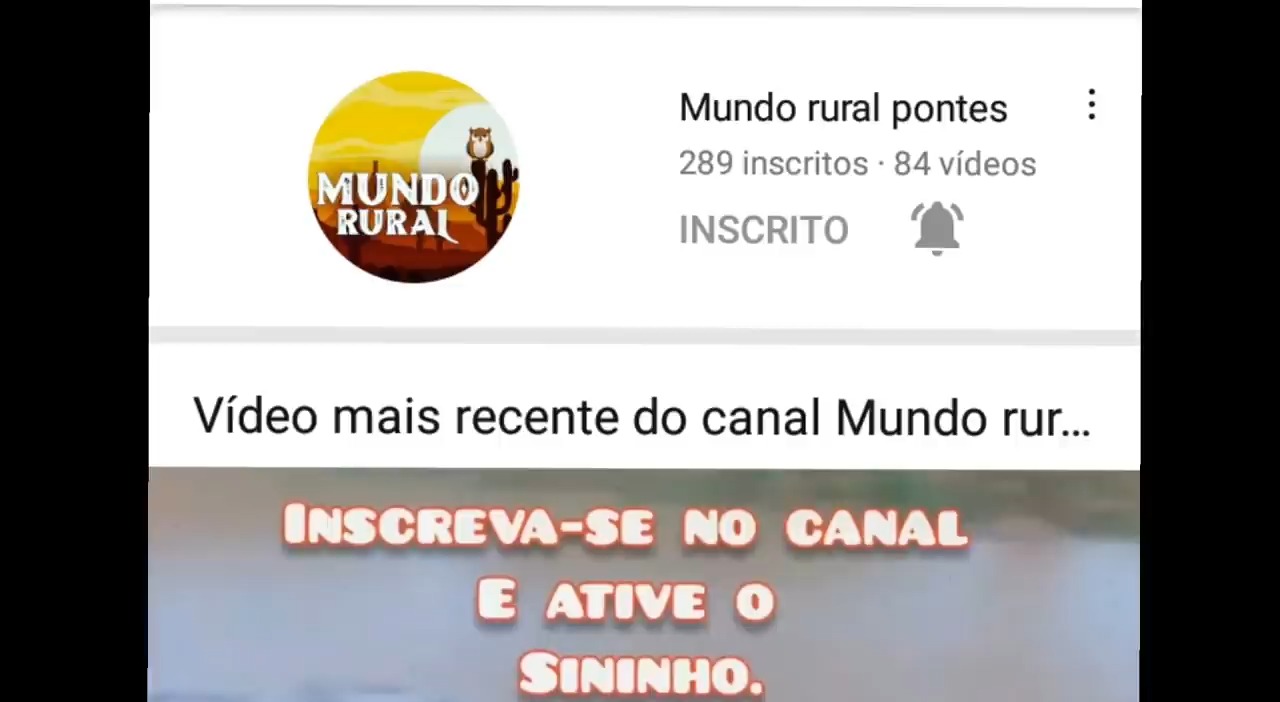 MUNDO
RURAL
Mundo rural pontes
289 inscritos · 84 vídeos
INSCRITO
Vídeo mais recente do canal Mundo rur...
INSCREVA-SE NO CANAL
E ATIVE O
SININHO.